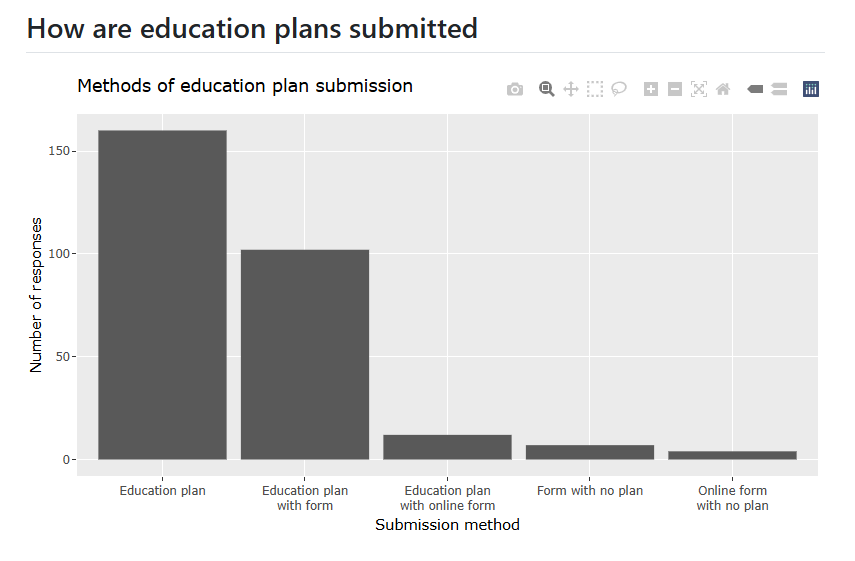 How are education plans submitted
Methods of education plan submission
150
100
50
0
Number of responses
Education plan
Education plan
with form
Education plan
with online form
Form with no plan
Online form
with no plan
Submission method